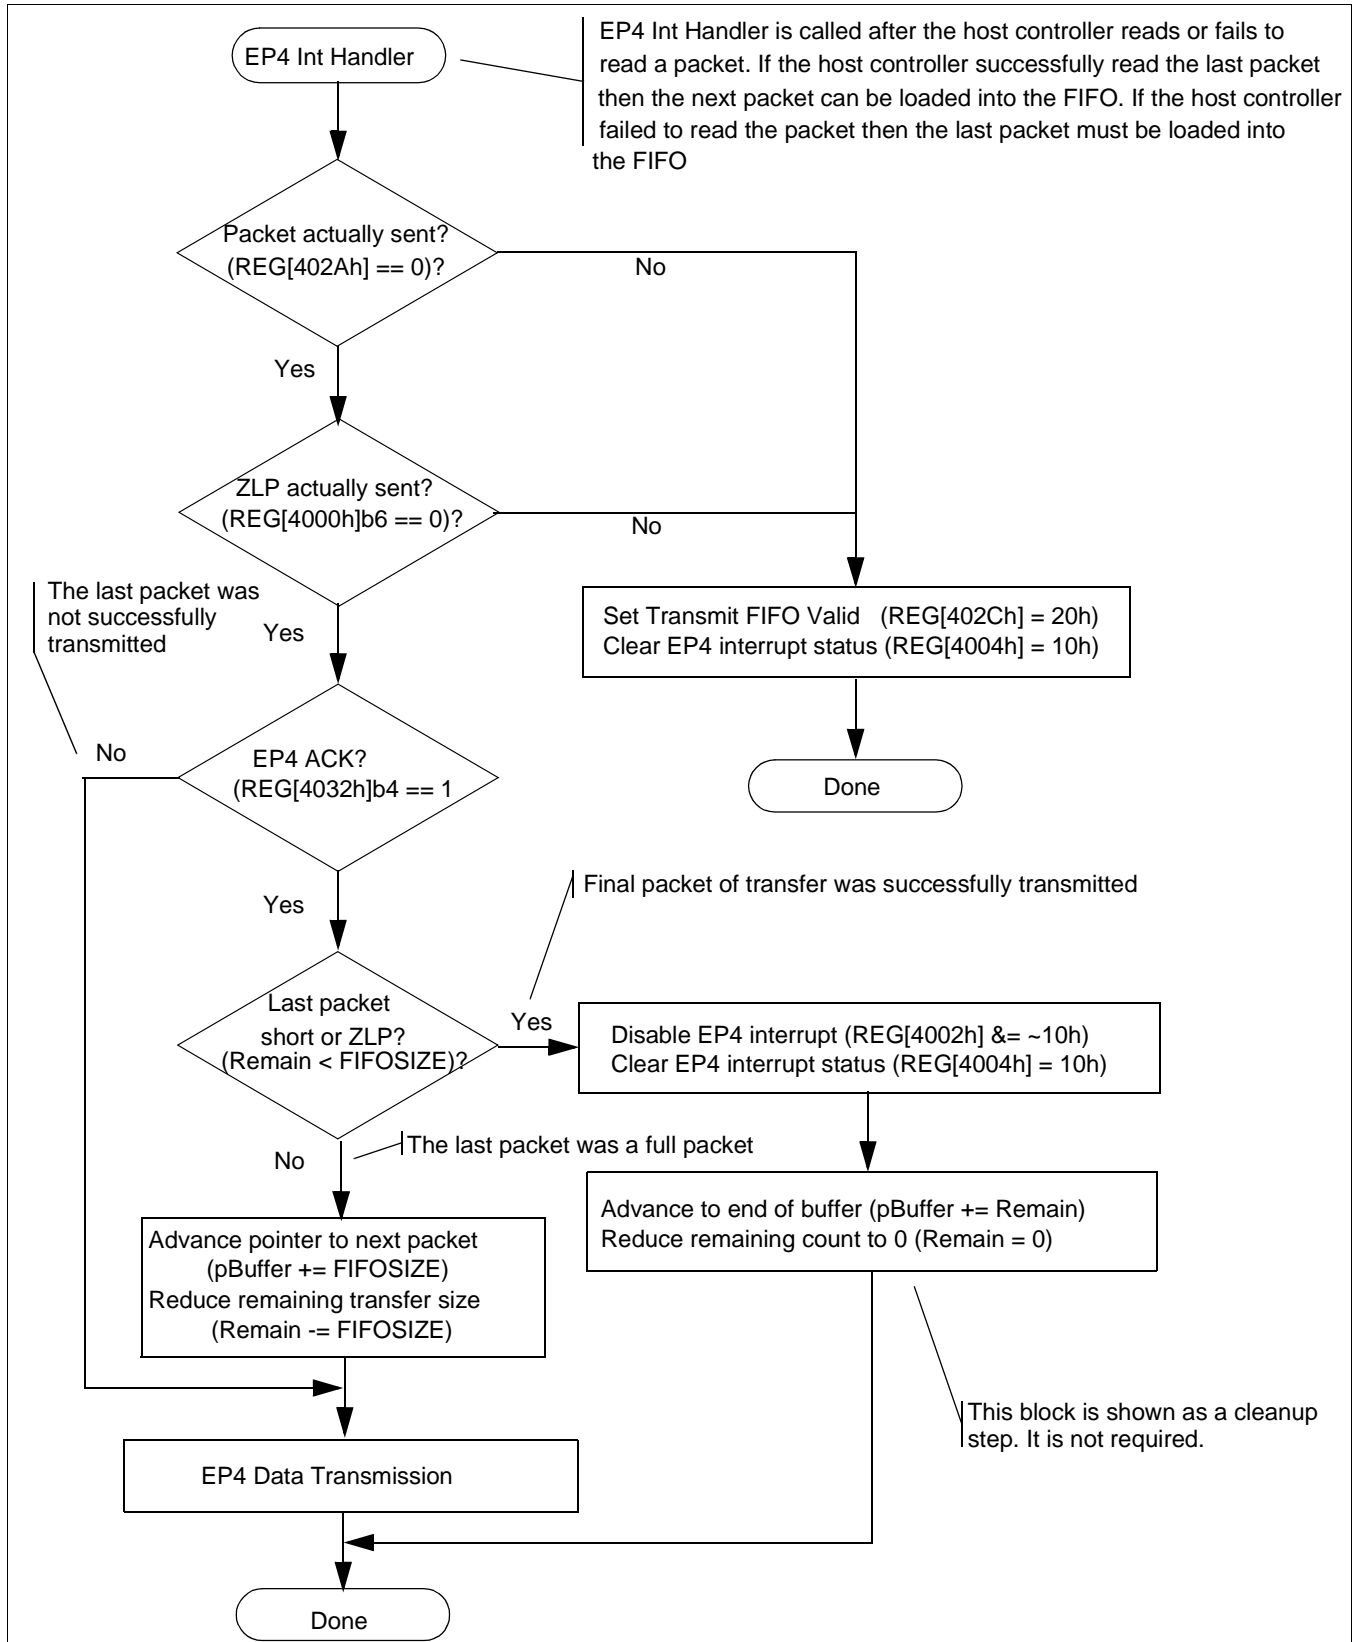 EP4 Int Handler
EP4 Int Handler is called after the host controller reads or fails to
read a packet. If the host controller successfully read the last packet
then the next packet can be loaded into the FIFO. If the host controller
failed to read the packet then the last packet must be loaded into
the FIFO
Packet actually sent?
(REG[402Ah] == 0)?
No
Yes
ZLP actually sent?
(REG[4000h]b6 == 0)?
No
The last packet was
not successfully
transmitted
Yes
Set Transmit FIFO Valid (REG[402Ch] = 20h)
Clear EP4 interrupt status (REG[4004h] = 10h)
No
EP4 ACK?
(REG[4032h]b4 == 1
Done
Yes
Final packet of transfer was successfully transmitted
Last packet
short or ZLP?
(Remain < FIFOSIZE)?
Yes
Disable EP4 interrupt (REG[4002h] &= ~10h)
Clear EP4 interrupt status (REG[4004h] = 10h)
No
The last packet was a full packet
Advance to end of buffer (pBuffer += Remain)
Reduce remaining count to 0 (Remain = 0)
Advance pointer to next packet
(pBuffer += FIFOSIZE)
Reduce remaining transfer size
(Remain -= FIFOSIZE)
This block is shown as a cleanup
step. It is not required.
EP4 Data Transmission
Done